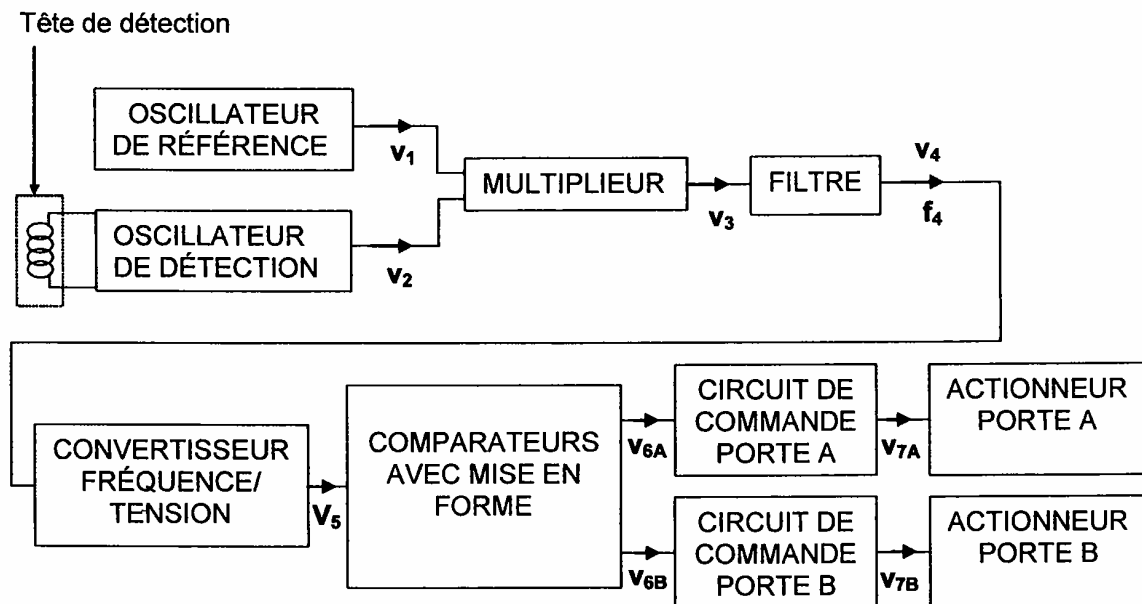 Tête de détection
OSCILLATEUR
DE RÉFÉRENCE
v1
OSCILLATEUR
DE DÉTECTION
v2
MULTIPLIEUR
v3
FILTRE
v4
f4
CONVERTISSEUR
FRÉQUENCE/
TENSION
V5
COMPARATEURS
AVEC MISE EN
FORME
v6A
CIRCUIT DE
COMMANDE
PORTE A
v7A
ACTIONNEUR
PORTE A
v6B
CIRCUIT DE
COMMANDE
PORTE B
v7B
ACTIONNEUR
PORTE B